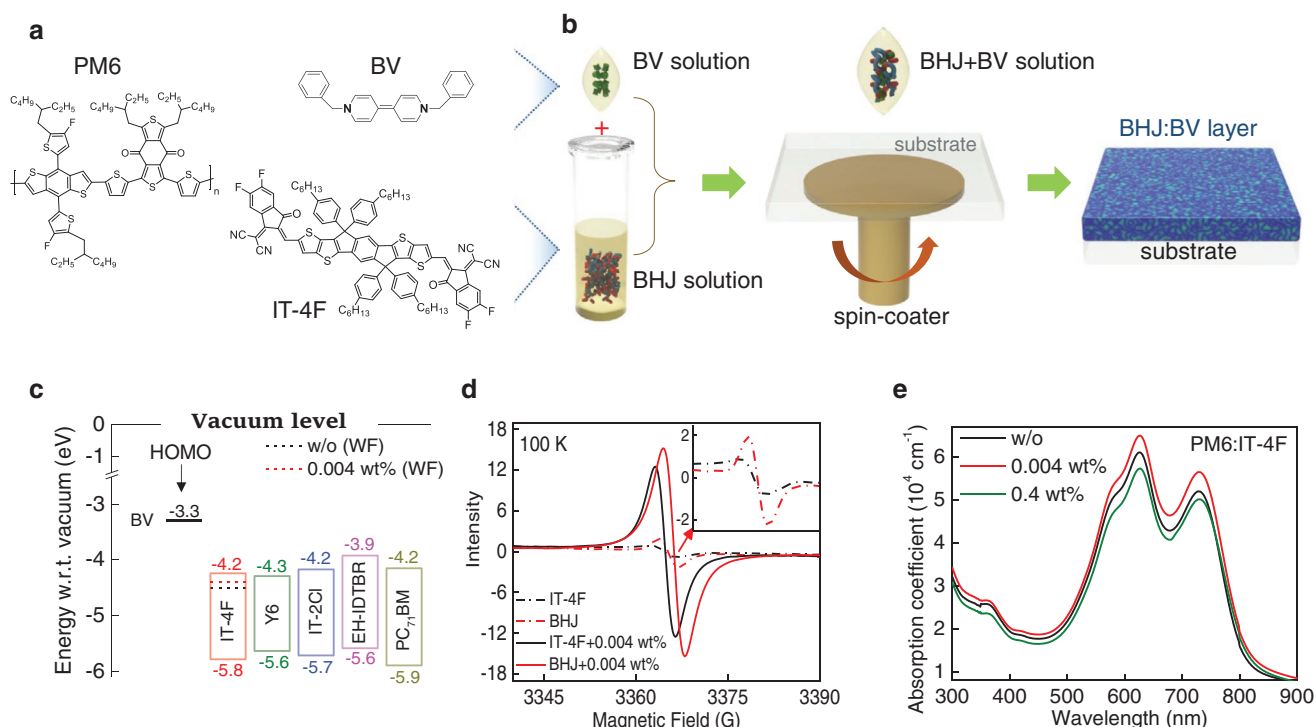 a
PM6
BV
C4H9
C2H5
C2H5
C2H5
C4H9
C4H9
F
S
S
O
O
S
S
S
S
S
n
S
F
C2H5
C4H9
N
N
IT-4F
F
F
O
NC
CN
C6H13
C6H13
S
S
S
S
C6H13
C6H13
NC
CN
O
F
F
b
BV solution
+
BHJ solution
BHJ+BV solution
substrate
spin-coater
BHJ:BV layer
substrate
c
Energy w.r.t. vacuum (eV)
0
-1
-3
-4
-5
-6
Vacuum level
HOMO
w/o (WF)
0.004 wt% (WF)
BV
-3.3
-4.2
IT-4F
-5.8
-4.3
Y6
-5.6
-4.2
IT-2Cl
-5.7
-3.9
EH-IDTBR
-5.6
-4.2
PC71BM
-5.9
d
100 K
Intensity
18
12
6
0
-6
-12
-18
2
0
-2
IT-4F
BHJ
IT-4F+0.004 wt%
BHJ+0.004 wt%
3345
3360
3375
3390
Magnetic Field (G)
e
Absorption coefficient (10⁴ cm⁻¹)
6
5
4
3
2
1
w/o
0.004 wt%
0.4 wt%
PM6:IT-4F
300
400
500
600
700
800
900
Wavelength (nm)